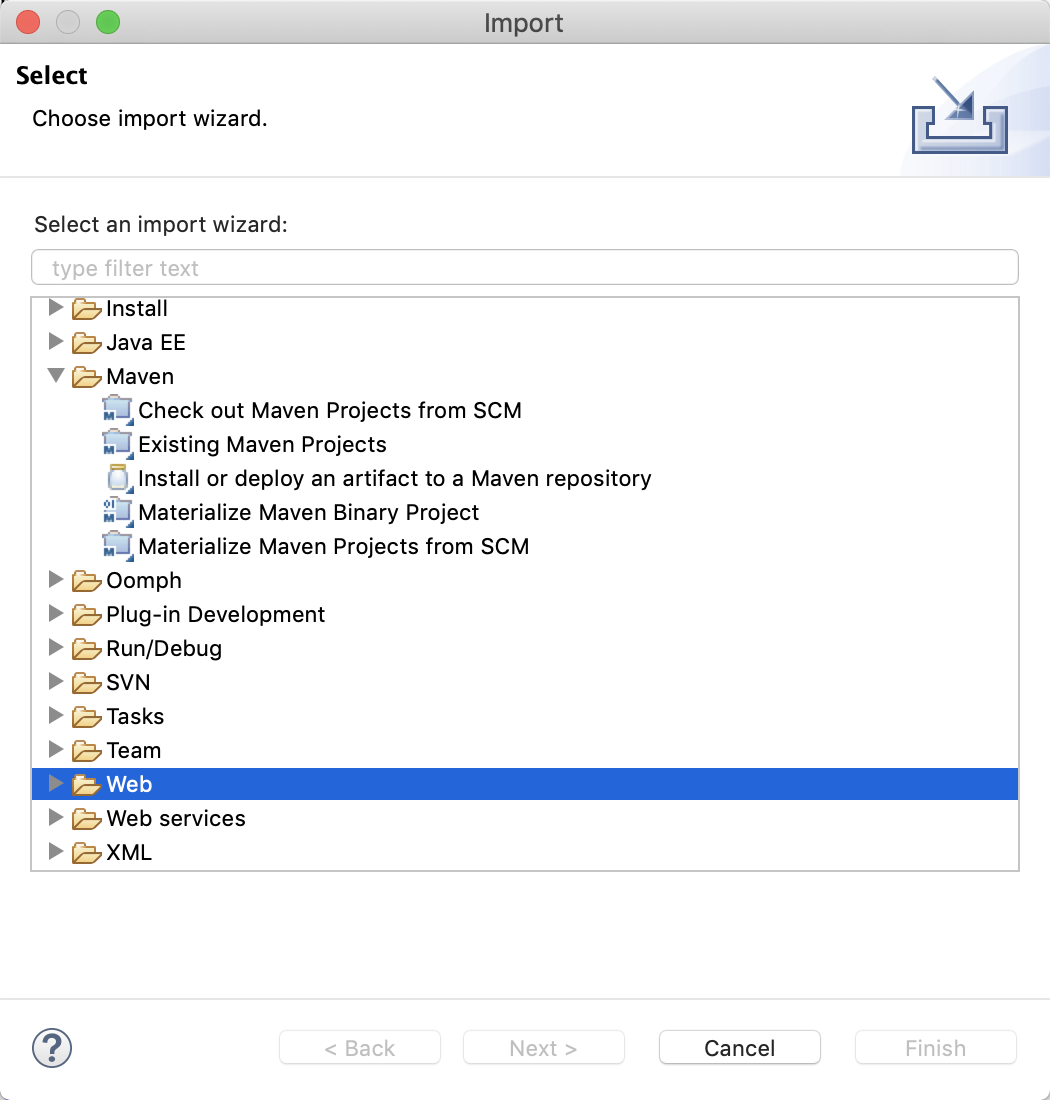 Import
Select
Choose import wizard.
Select an import wizard:
type filter text
Install
Java EE
Maven
Check out Maven Projects from SCM
Existing Maven Projects
Install or deploy an artifact to a Maven repository
Materialize Maven Binary Project
Materialize Maven Projects from SCM
Oomph
Plug-in Development
Run/Debug
SVN
Tasks
Team
Web
Web services
XML
? < Back Next > Cancel Finish